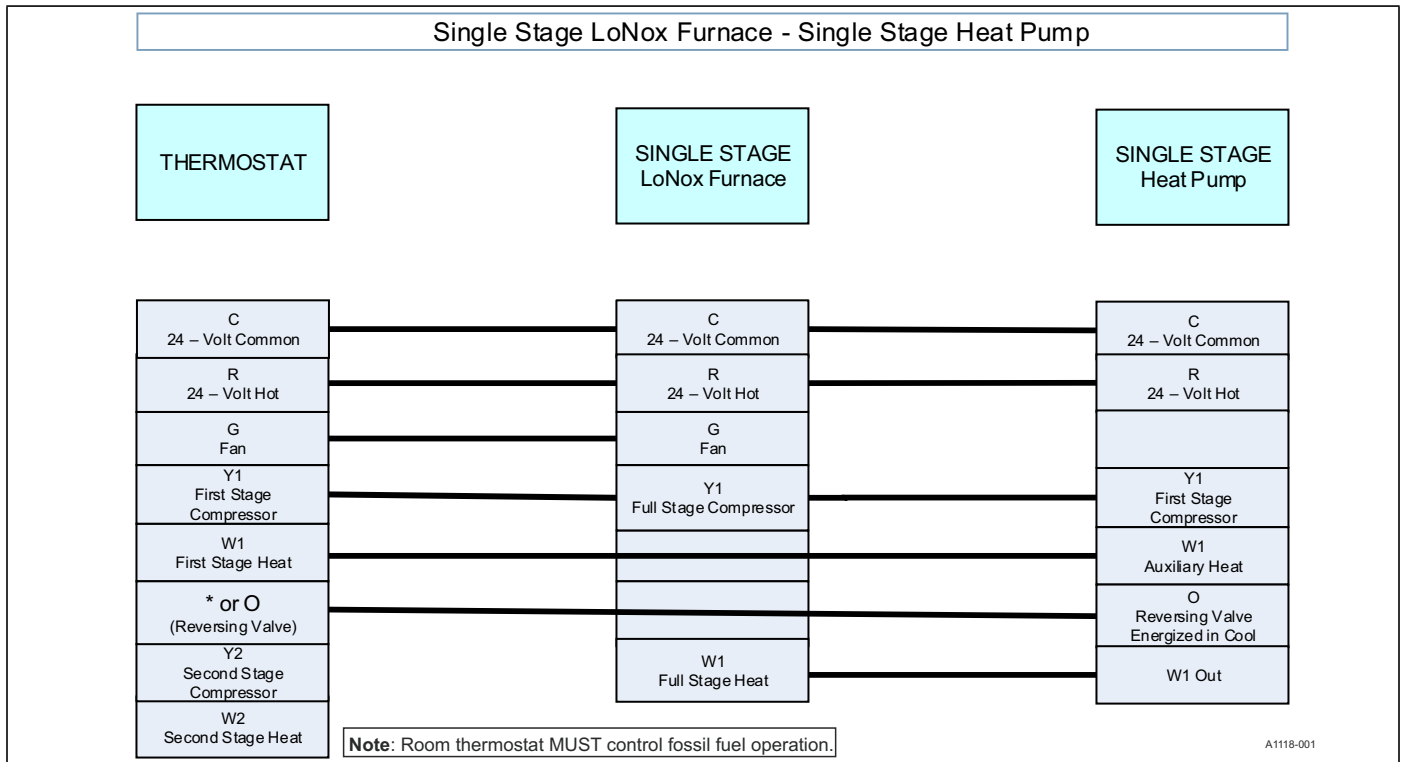 Single Stage LoNox Furnace - Single Stage Heat Pump
THERMOSTAT
SINGLE STAGE
LoNox Furnace
SINGLE STAGE
Heat Pump
C
24 – Volt Common
C
24 – Volt Common
C
24 – Volt Common
R
24 – Volt Hot
R
24 – Volt Hot
R
24 – Volt Hot
G
Fan
G
Fan
Y1
First Stage
Compressor
Y1
Full Stage Compressor
Y1
First Stage
Compressor
W1
First Stage Heat
W1
Auxiliary Heat
* or O
(Reversing Valve)
O
Reversing Valve
Energized in Cool
Y2
Second Stage
Compressor
W1
Full Stage Heat
W1 Out
W2
Second Stage Heat
Note: Room thermostat MUST control fossil fuel operation.
A1118-001